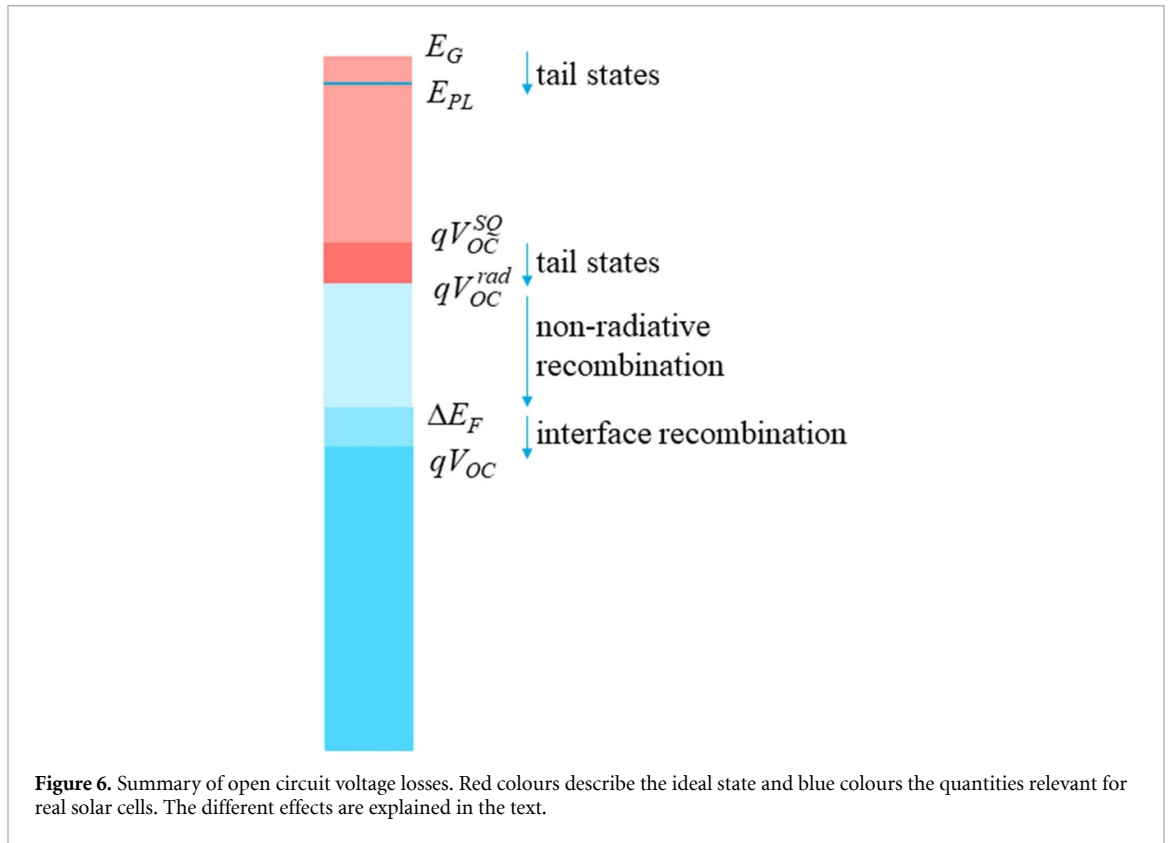 E_G
tail states
E_PL
qV_OC^SQ
tail states
qV_OC^rad
non-radiative
recombination
ΔE_F
interface recombination
qV_OC
Figure 6. Summary of open circuit voltage losses. Red colours describe the ideal state and blue colours the quantities relevant for
real solar cells. The different effects are explained in the text.